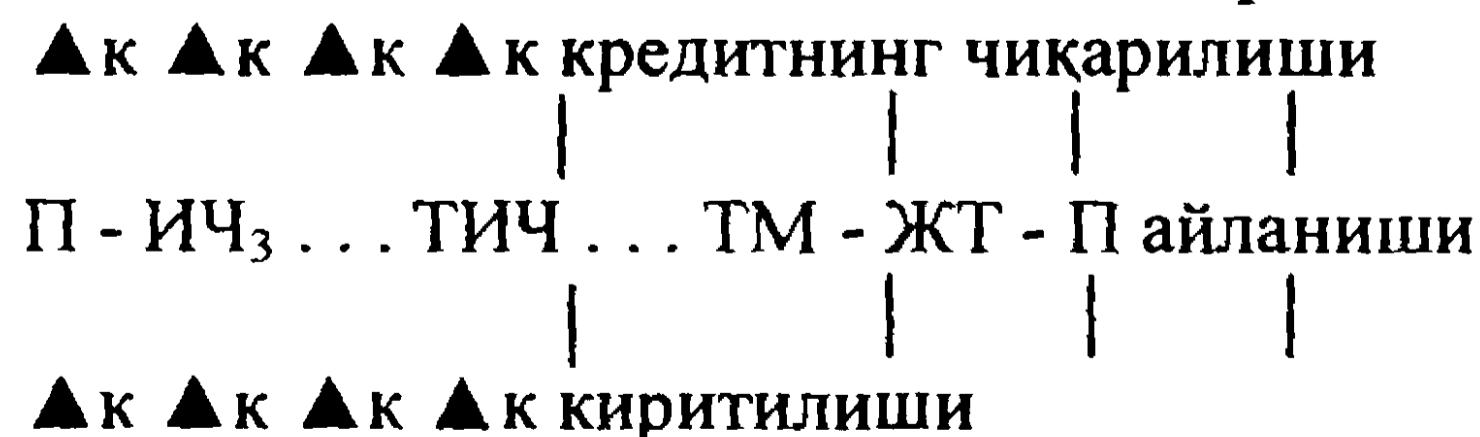 ▲к ▲к ▲к ▲к кредитнинг чиқарилиши
П - ИЧ₃ . . . ТИЧ . . . ТМ - ЖТ - П айланиши
▲к ▲к ▲к ▲к киритилиши